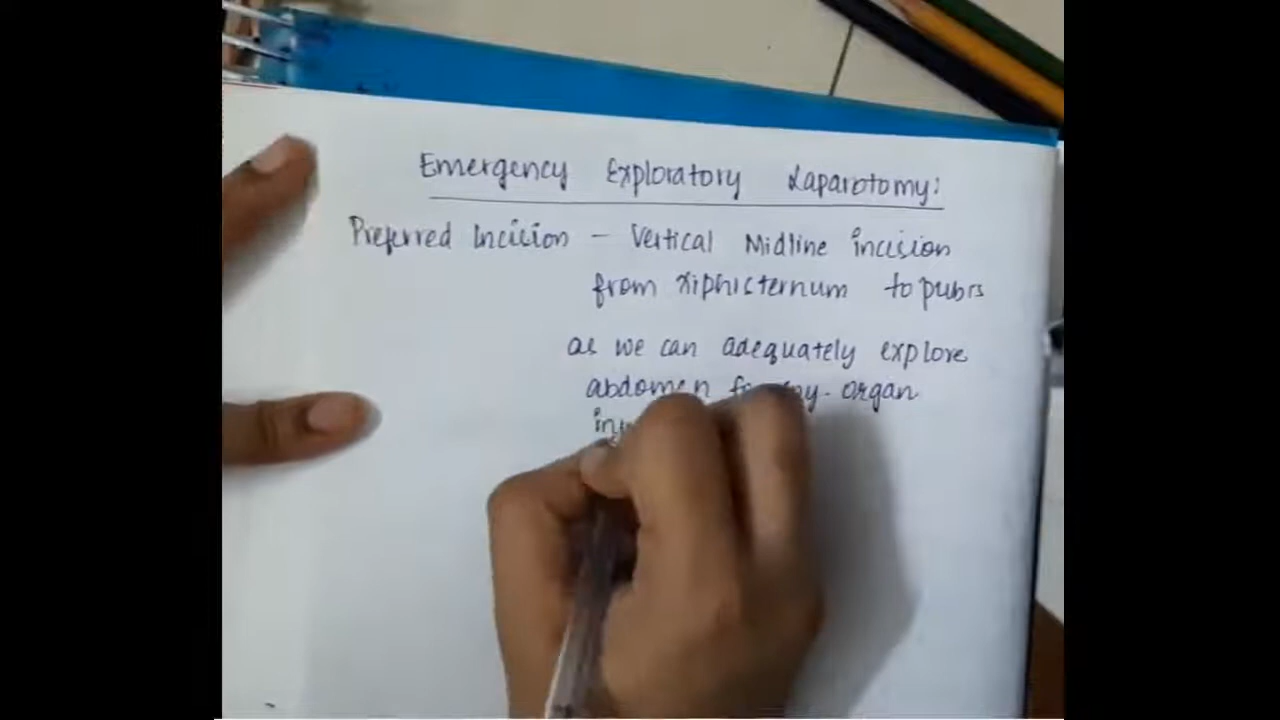 Emergency Exploratory Laparotomy:
Preferred Incision - Vertical Midline incision
from xiphisternum to pubis
as we can adequately explore
abdomen organ